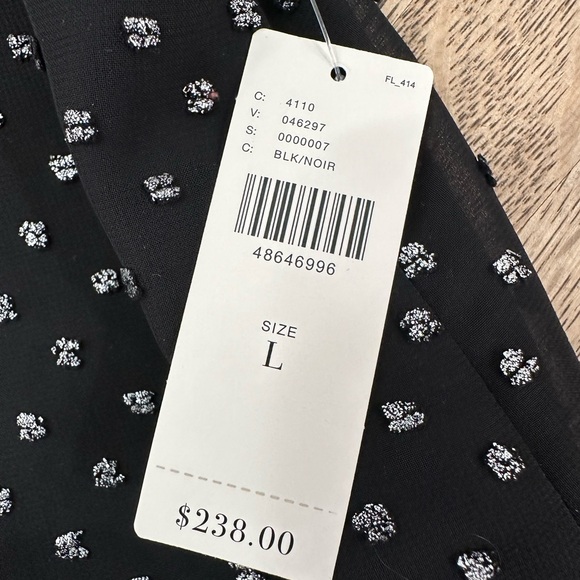 FL_414
C: 4110
V: 046297
S: 0000007
C: BLK/NOIR
48646996
SIZE
L
$238.00